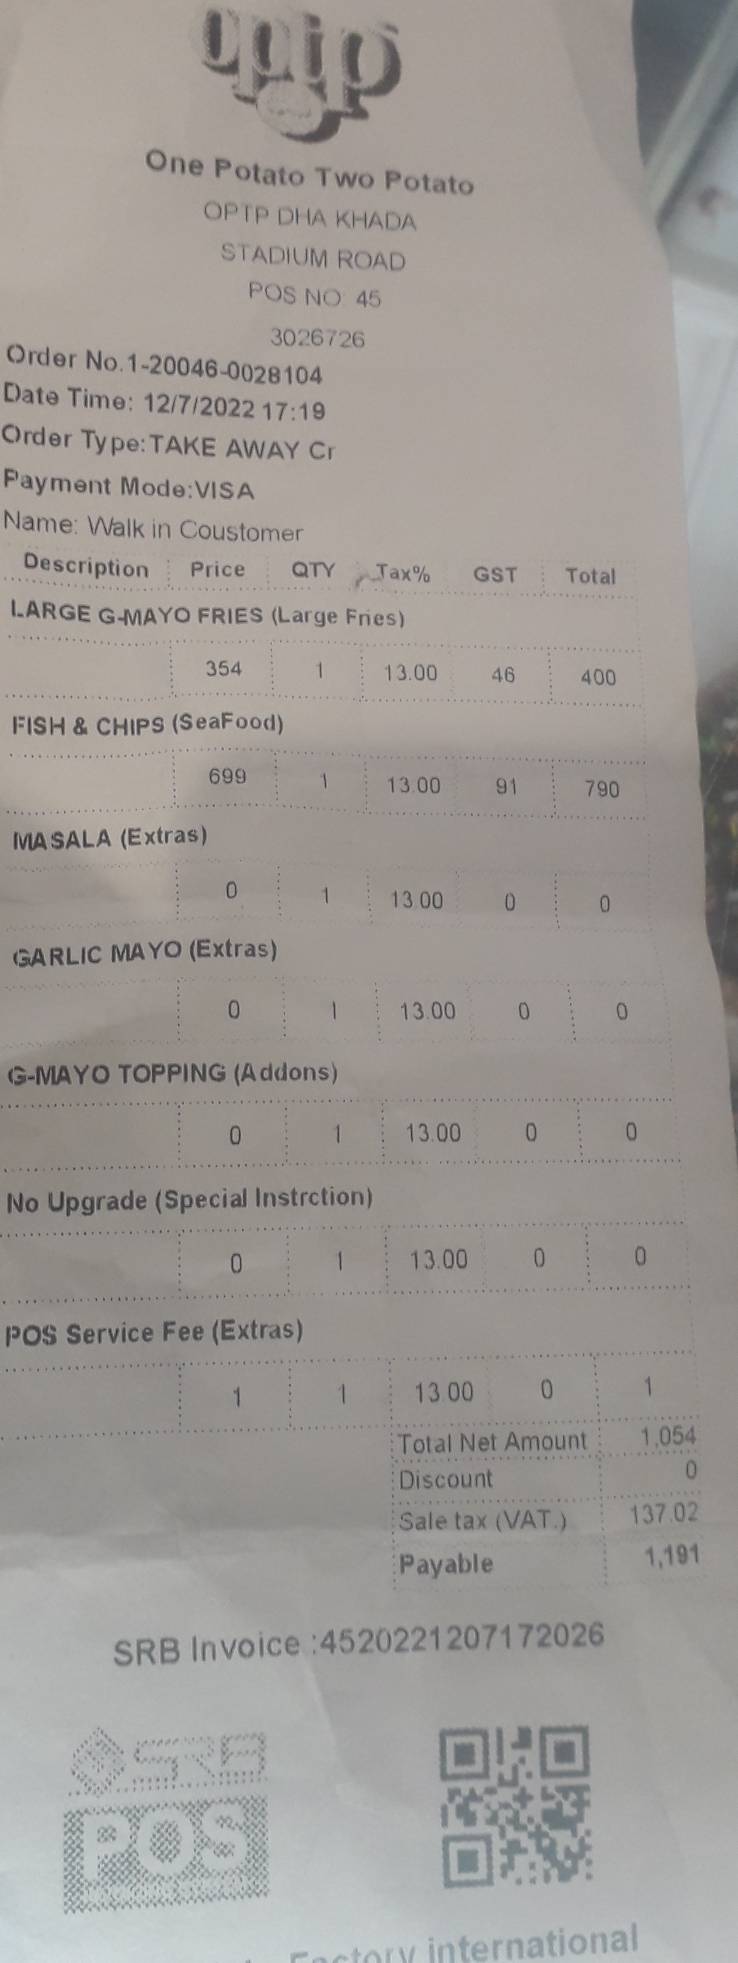 optp
One Potato Two Potato
OPTP DHA KHADA
STADIUM ROAD
POS NO: 45
3026726
Order No.1-20046-0028104
Date Time: 12/7/2022 17:19
Order Type:TAKE AWAY Cr
Payment Mode:VISA
Name: Walk in Coustomer
Description Price QTY Tax% GST Total
LARGE G-MAYO FRIES (Large Fries)
354 1 13.00 46 400
FISH & CHIPS (SeaFood)
699 1 13.00 91 790
MASALA (Extras)
0 1 13.00 0 0
GARLIC MAYO (Extras)
0 1 13.00 0 0
G-MAYO TOPPING (Addons)
0 1 13.00 0 0
No Upgrade (Special Instrction)
0 1 13.00 0 0
POS Service Fee (Extras)
1 1 13.00 0 1
Total Net Amount 1,054
Discount 0
Sale tax (VAT.) 137.02
Payable 1,191
SRB Invoice :4520221207172026
SRB
POS
international